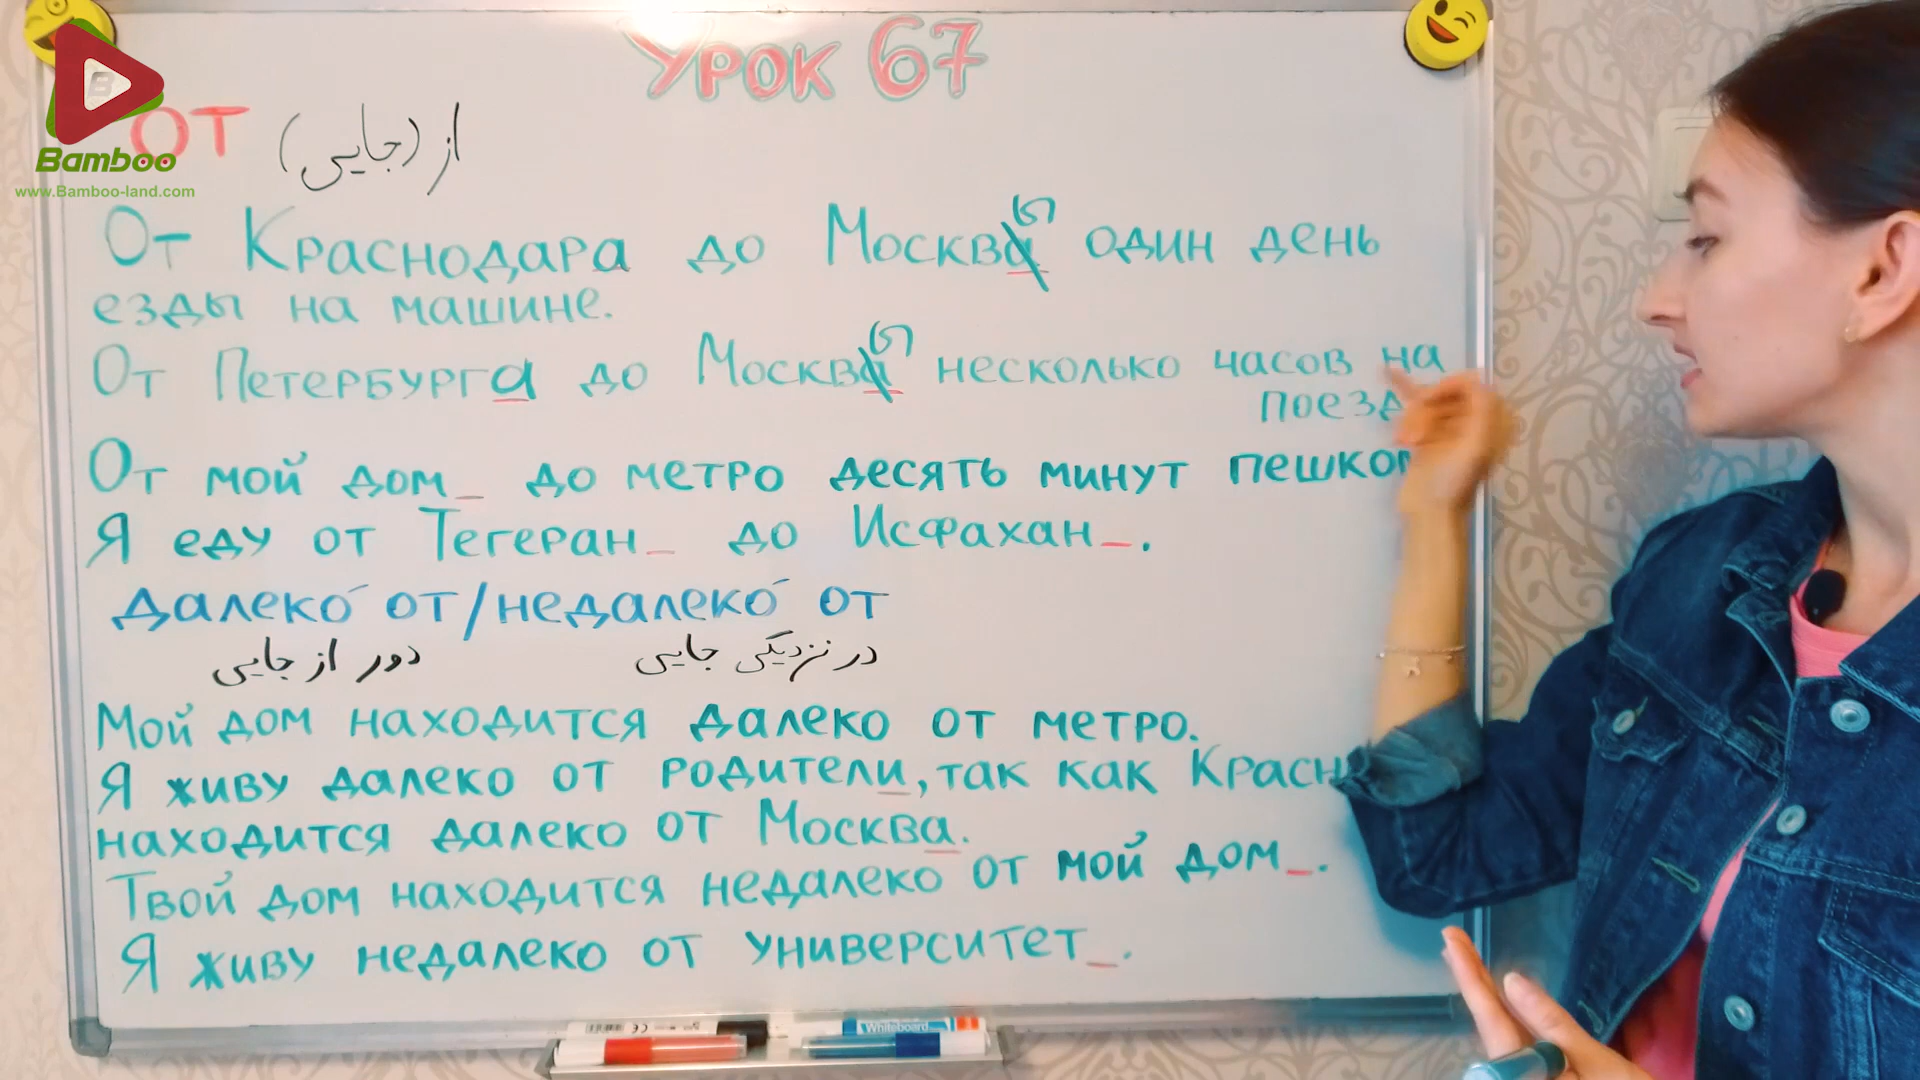 Урок 67
Bamboo
www.Bamboo-land.com
от از (جایی)
От Краснодара до Москваы один день
езды на машине.
От Петербурга до Москваы несколько часов на
поезд
От мой дом_ до метро десять минут пешком
Я еду от Тегеран_ до Исфахан_.
Далеко́ от/недалеко́ от
دور از جایی در نزدیکی جایی
Мой дом находится далеко от метро.
Я живу далеко от родители, так как Красн
находится далеко от Москва.
Твой дом находится недалеко от мой дом_.
Я живу недалеко от университет_.
Whiteboard